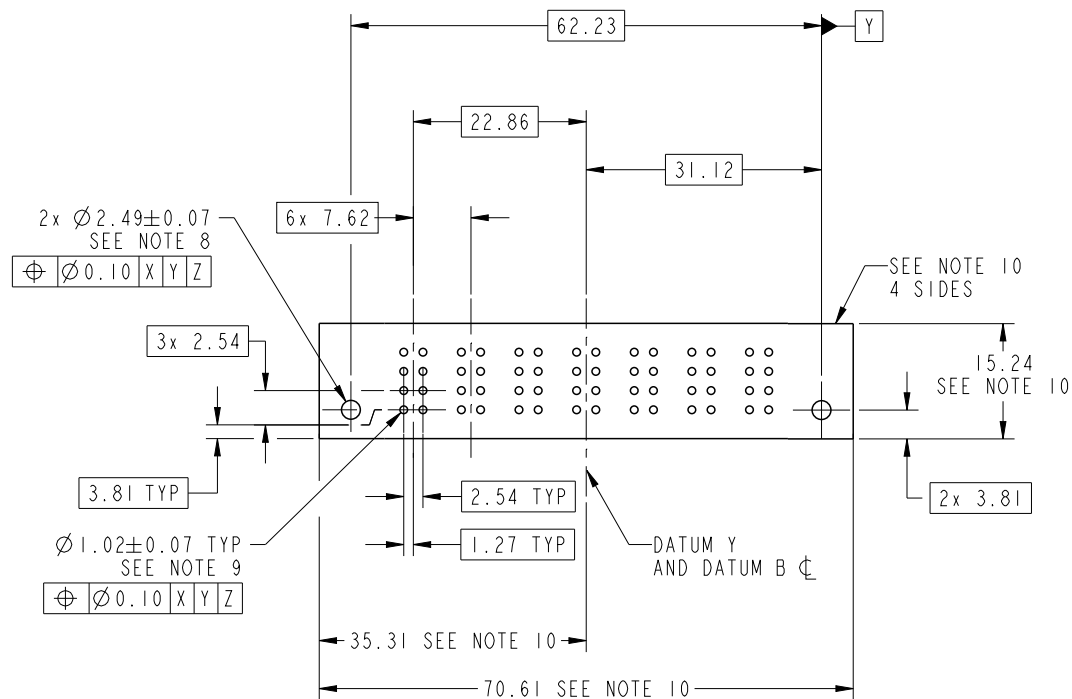 62.23
Y
22.86
31.12
6x 7.62
2x Ø2.49±0.07
SEE NOTE 8
⌖ Ø0.10 X Y Z
SEE NOTE 10
4 SIDES
3x 2.54
15.24
SEE NOTE 10
3.81 TYP
2.54 TYP
2x 3.81
Ø1.02±0.07 TYP
SEE NOTE 9
⌖ Ø0.10 X Y Z
1.27 TYP
DATUM Y
AND DATUM B ℄
35.31 SEE NOTE 10
70.61 SEE NOTE 10